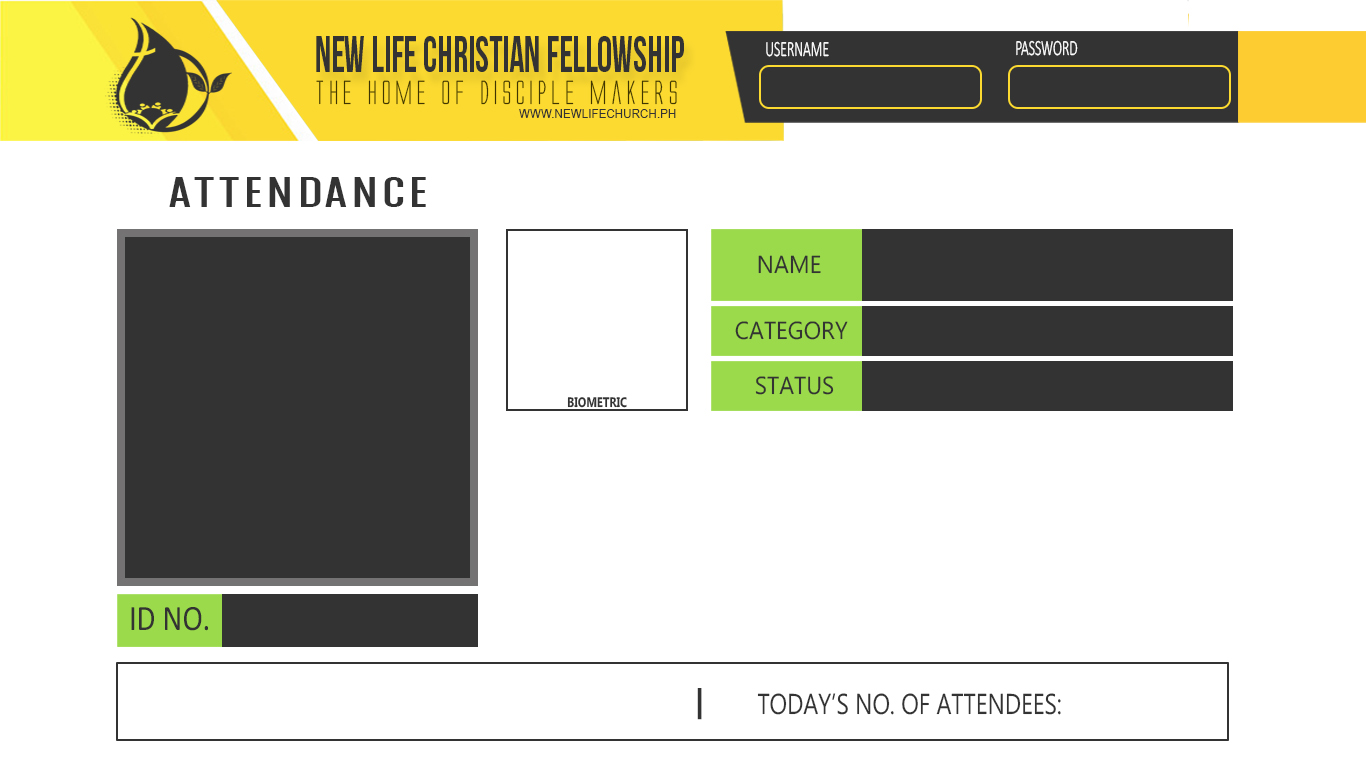 NEW LIFE CHRISTIAN FELLOWSHIP
THE HOME OF DISCIPLE MAKERS
WWW.NEWLIFECHURCH.PH
USERNAME
PASSWORD
ATTENDANCE
BIOMETRIC
NAME
CATEGORY
STATUS
ID NO.
| TODAY'S NO. OF ATTENDEES: